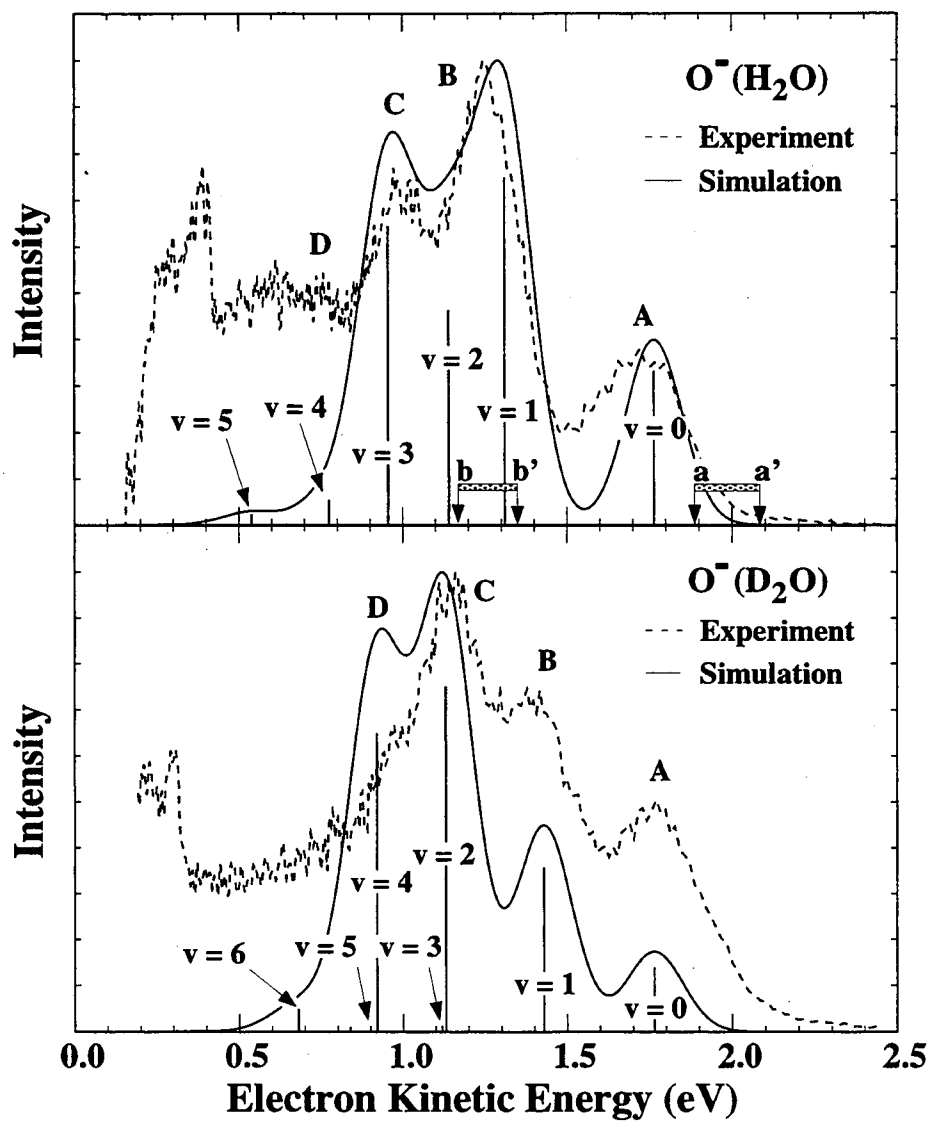 O⁻(H₂O)
Experiment
Simulation
Intensity
A
B
C
D
v = 5
v = 4
v = 3
v = 2
v = 1
v = 0
b b' a a'
O⁻(D₂O)
Experiment
Simulation
Intensity
D
C
B
A
v = 6
v = 5
v = 4
v = 3
v = 2
v = 1
v = 0
0.0 0.5 1.0 1.5 2.0 2.5
Electron Kinetic Energy (eV)